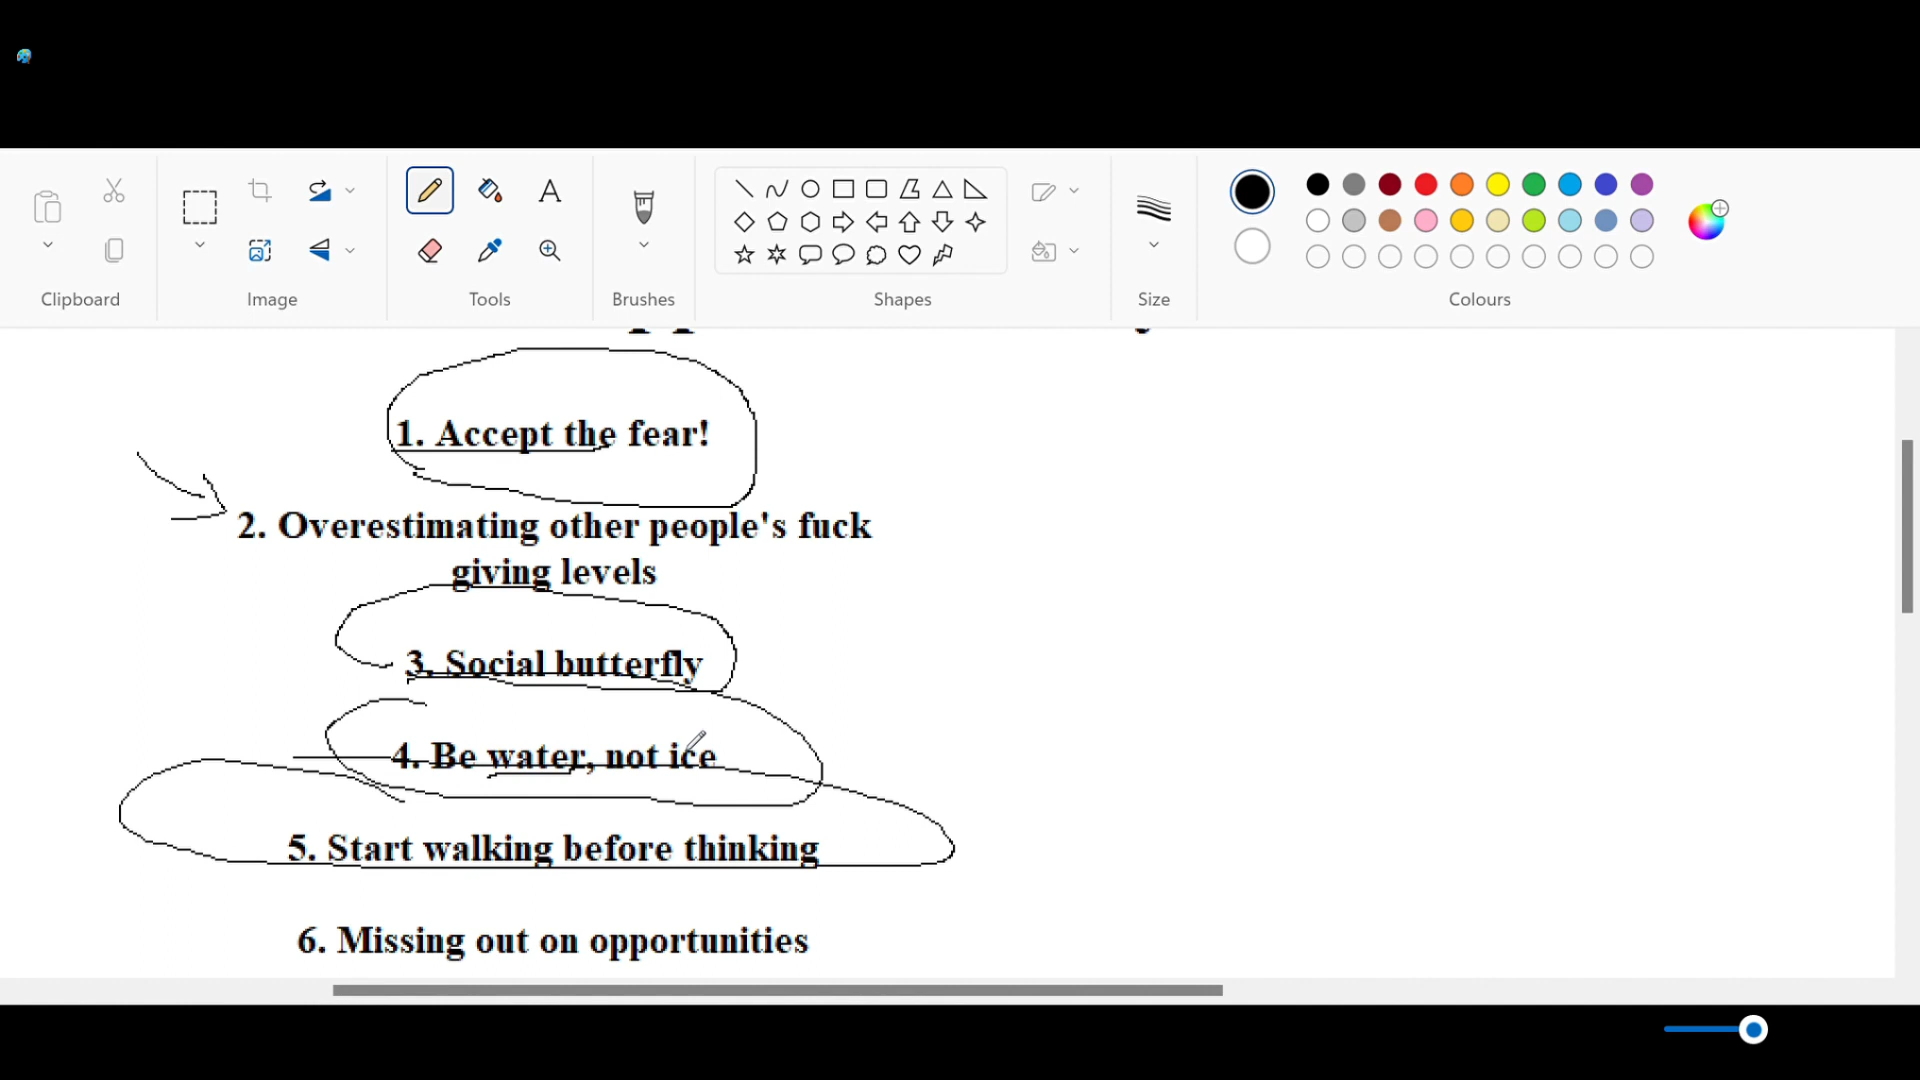 Clipboard
Image
Tools
Brushes
Shapes
Size
Colours
1. Accept the fear!
2. Overestimating other people's fuck
giving levels
3. Social butterfly
4. Be water, not ice
5. Start walking before thinking
6. Missing out on opportunities